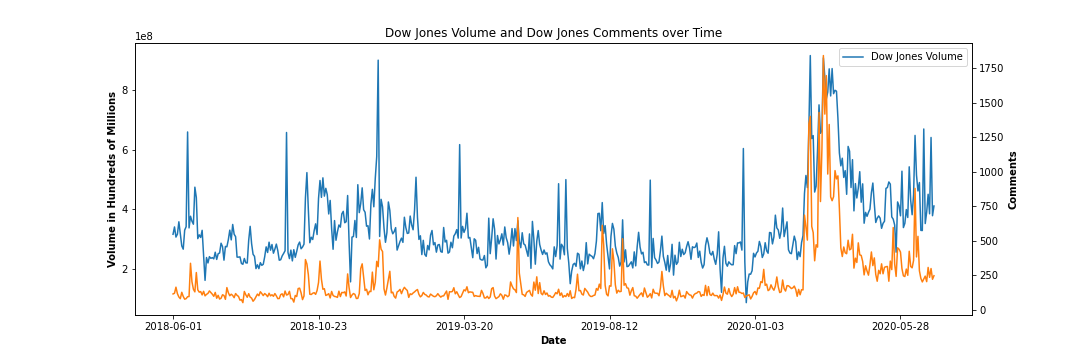 Dow Jones Volume and Dow Jones Comments over Time
1e8
Dow Jones Volume
8
6
4
2
Volume in Hundreds of Millions
1750
1500
1250
1000
750
500
250
0
Comments
2018-06-01 2018-10-23 2019-03-20 2019-08-12 2020-01-03 2020-05-28
Date